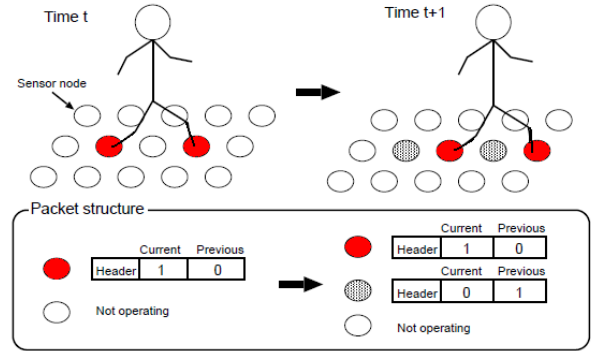 Time t
Time t+1
Sensor node
Packet structure
Current Previous
Header 1 0
Not operating
Current Previous
Header 1 0
Current Previous
Header 0 1
Not operating